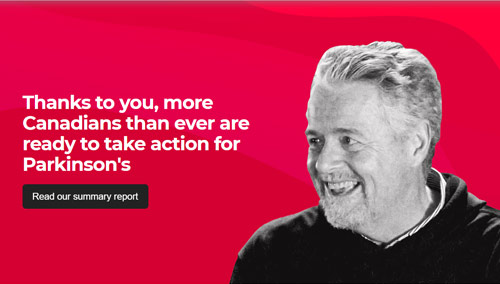 Thanks to you, more
Canadians than ever are
ready to take action for
Parkinson's
Read our summary report